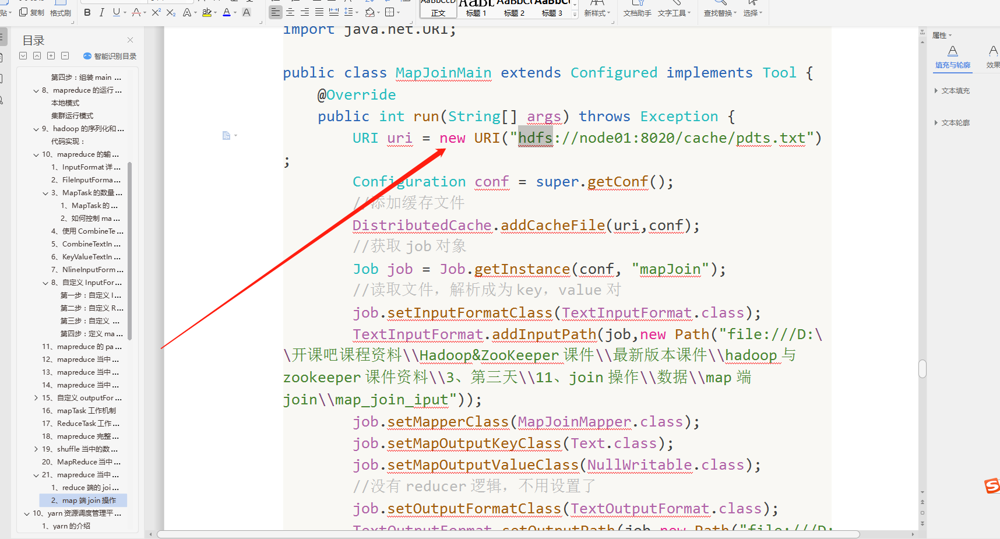 复制
格式刷
B I U A X² X₂ A A A
正文
标题 1
标题 2
标题 3
新样式
文档助手
文字工具
查找替换
选择
目录
智能识别目录
第四步：组装 main ...
8、mapreduce 的运行 ...
本地模式
集群运行模式
9、hadoop 的序列化和 ...
代码实现：
10、mapreduce 的输 ...
1、InputFormat 详 ...
2、FileInputForma ...
3、MapTask 的数量 ...
1、MapTask 的 ...
2、如何控制 ma ...
4、使用 CombineTe ...
5、CombineTextIn ...
6、KeyValueTextIn ...
7、NlineInputForm ...
8、自定义 InputFor ...
第一步：自定义 I ...
第二步：自定义 R ...
第三步：自定义 ...
第四步：定义 ma ...
11、mapreduce 的 pa ...
12、mapreduce 当中 ...
13、mapreduce 当中 ...
14、mapreduce 当中 ...
15、自定义 outputFor ...
16、mapTask 工作机制
17、ReduceTask 工作 ...
18、mapreduce 完整 ...
19、shuffle 当中的数 ...
20、MapReduce 当中 ...
21、mapreduce 当中 ...
1、reduce 端的 joi ...
2、map 端 join 操作
10、yarn 资源调度管理平 ...
1、yarn 的介绍
import java.net.URI;
public class MapJoinMain extends Configured implements Tool {
@Override
public int run(String[] args) throws Exception {
URI uri = new URI("hdfs://node01:8020/cache/pdts.txt")
;
Configuration conf = super.getConf();
//添加缓存文件
DistributedCache.addCacheFile(uri,conf);
//获取 job 对象
Job job = Job.getInstance(conf, "mapJoin");
//读取文件，解析成为 key，value 对
job.setInputFormatClass(TextInputFormat.class);
TextInputFormat.addInputPath(job,new Path("file:///D:\
\开课吧课程资料\\Hadoop&ZooKeeper 课件\\最新版本课件\\hadoop 与
zookeeper 课件资料\\3、第三天\\11、join 操作\\数据\\map 端
join\\map_join_iput"));
job.setMapperClass(MapJoinMapper.class);
job.setMapOutputKeyClass(Text.class);
job.setMapOutputValueClass(NullWritable.class);
//没有 reducer 逻辑，不用设置了
job.setOutputFormatClass(TextOutputFormat.class);
TextOutputFormat.setOutputPath(job,new Path("file:///D:
属性
填充与轮廓
效果
文本填充
文本轮廓